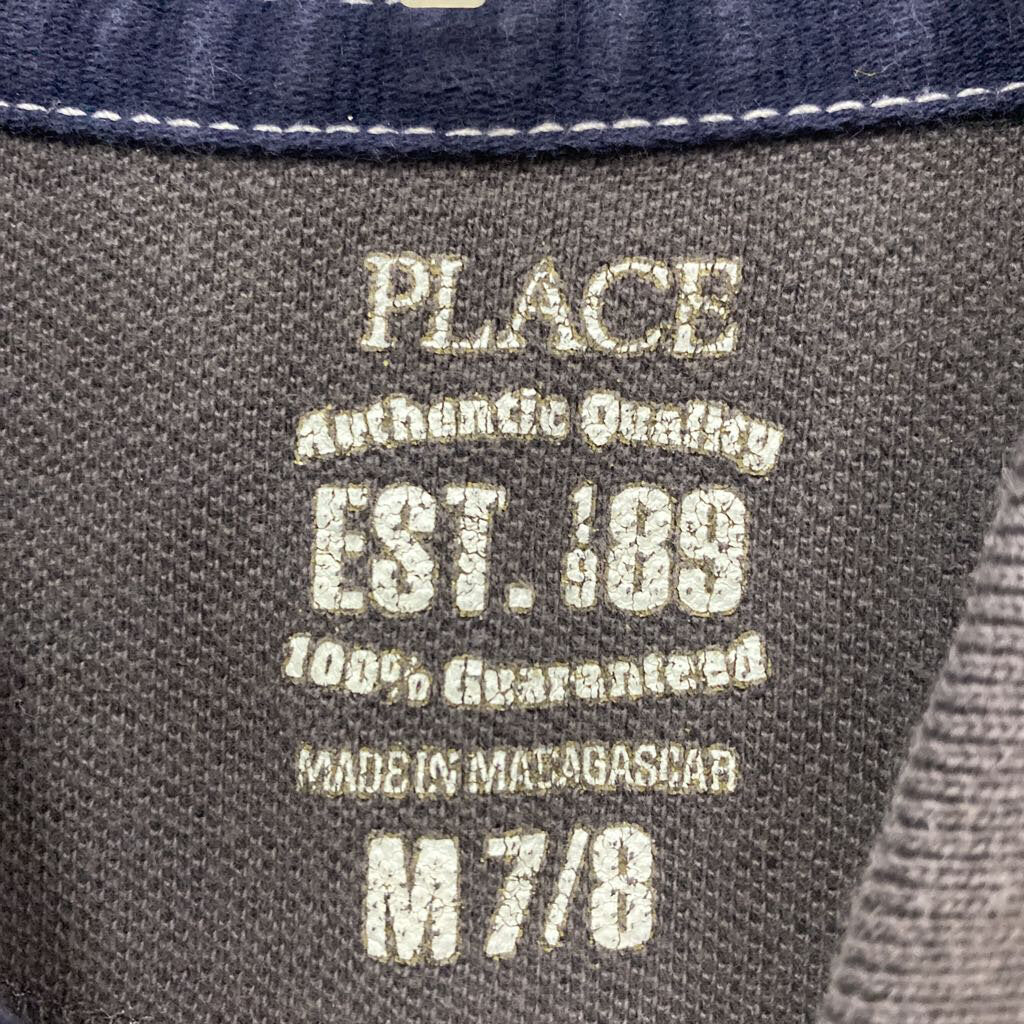 PLACE
Authentic Quality
EST. 1989
100% Guaranteed
MADE IN MADAGASCAR
M 7/8